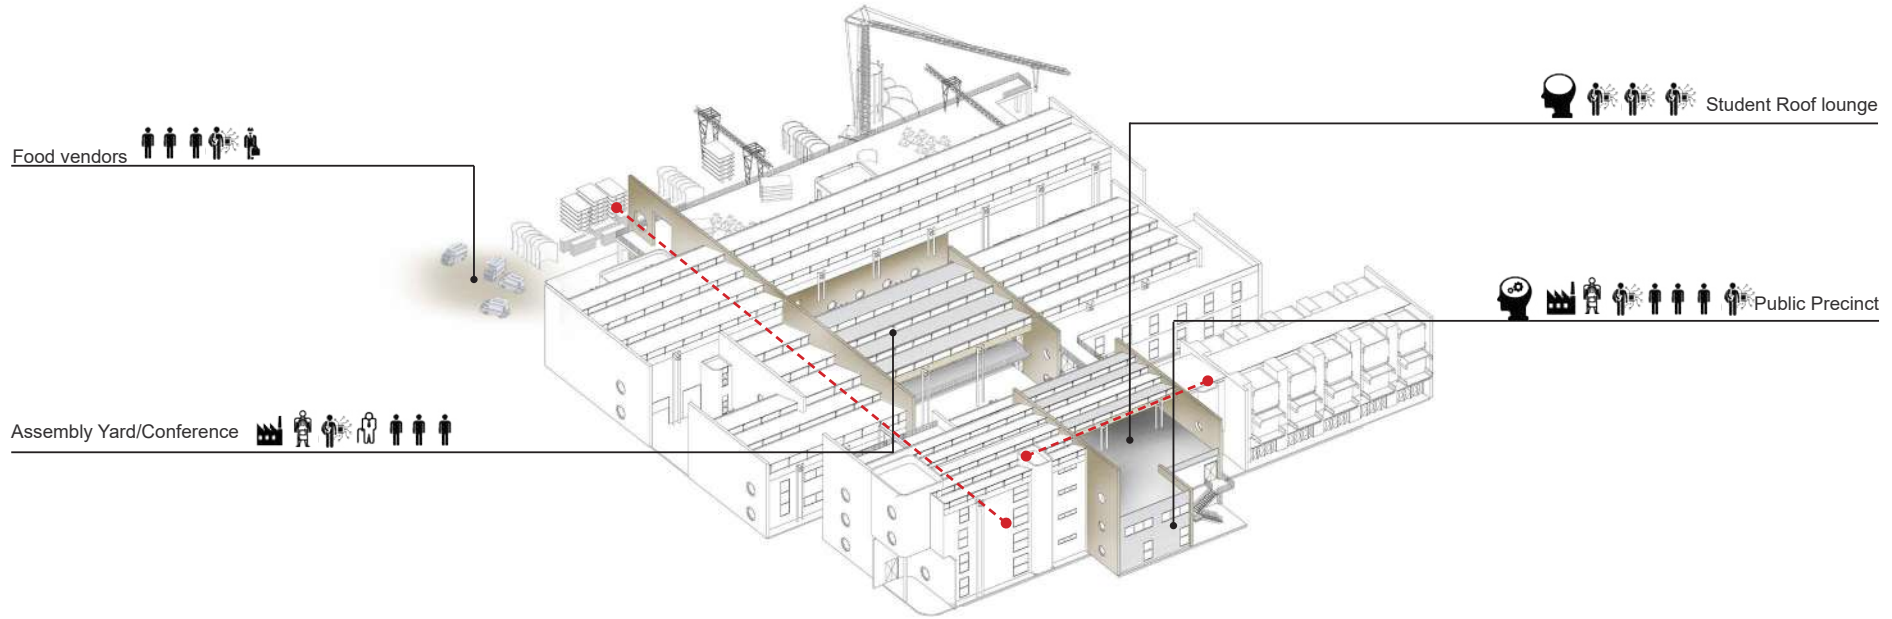 Student Roof lounge
Food vendors
Public Precinct
Assembly Yard/Conference